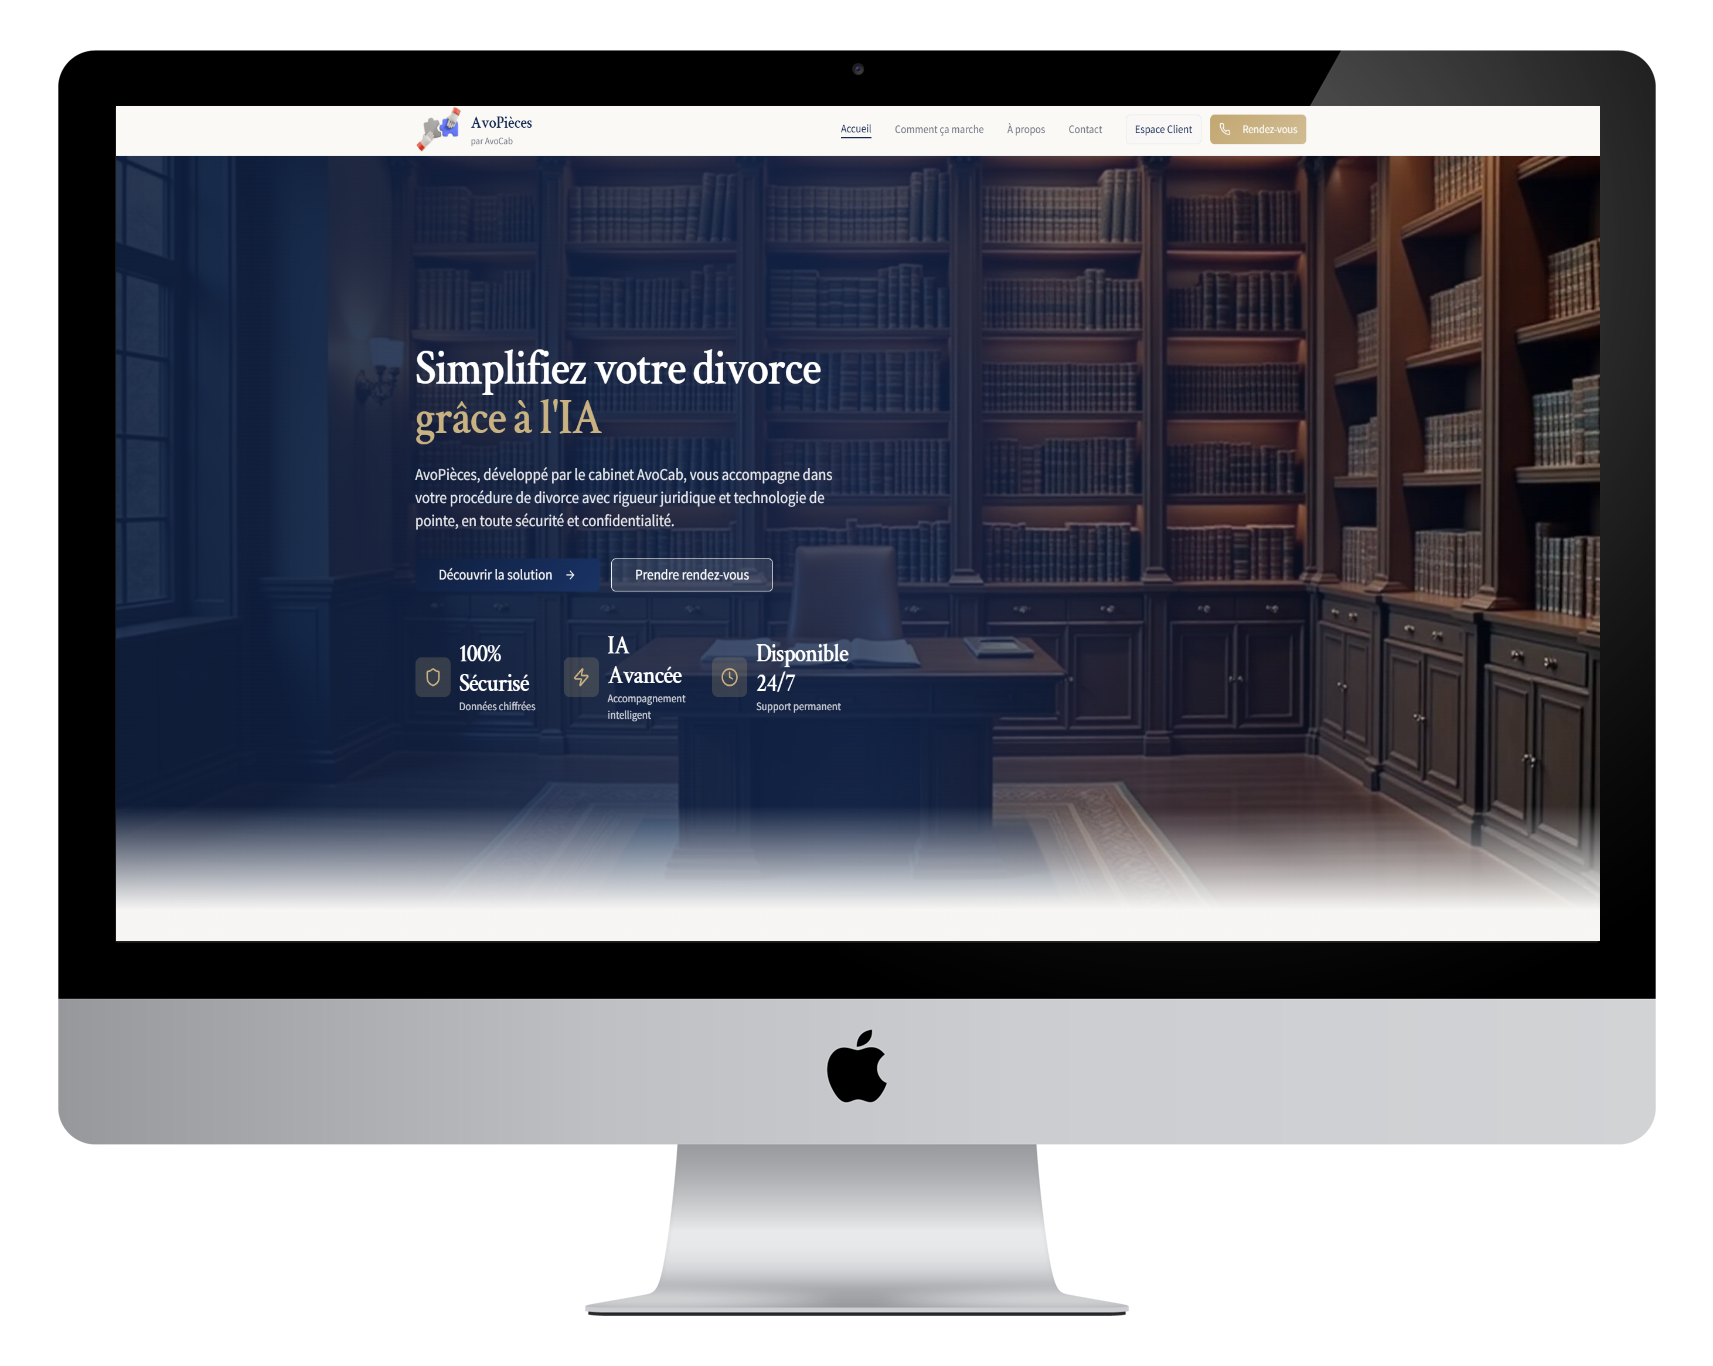 AvoPièces
par AvoCab
Accueil
Comment ça marche
À propos
Contact
Espace Client
Rendez-vous
Simplifiez votre divorce
grâce à l'IA
AvoPièces, développé par le cabinet AvoCab, vous accompagne dans
votre procédure de divorce avec rigueur juridique et technologie de
pointe, en toute sécurité et confidentialité.
Découvrir la solution →
Prendre rendez-vous
100%
Sécurisé
Données chiffrées
IA
Avancée
Accompagnement
intelligent
Disponible
24/7
Support permanent